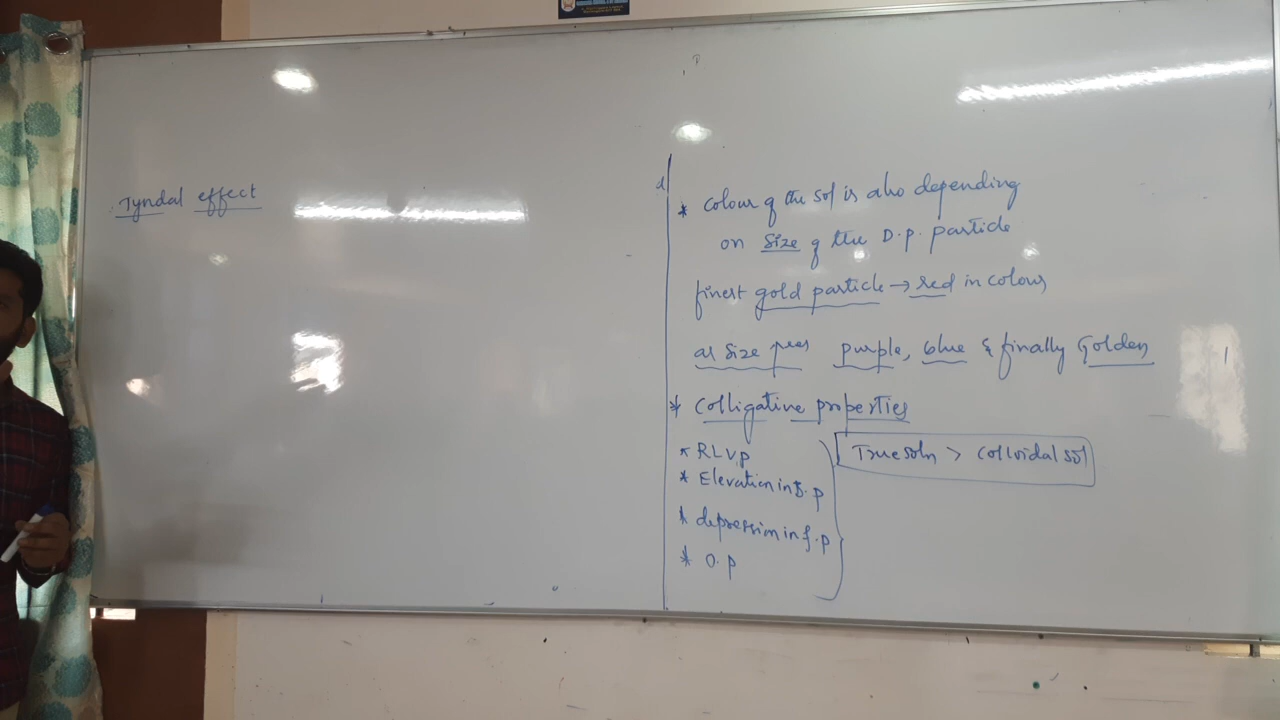 Tyndal effect
* colour of the sol is also depending
on size of the D.p. particle
finest gold particle → red in colour
as size ↑ses purple, blue & finally Golden
* Colligative properties
* RLVp
* Elevation in B.p
* depression in f.p
* O.p
True soln > Colloidal sol